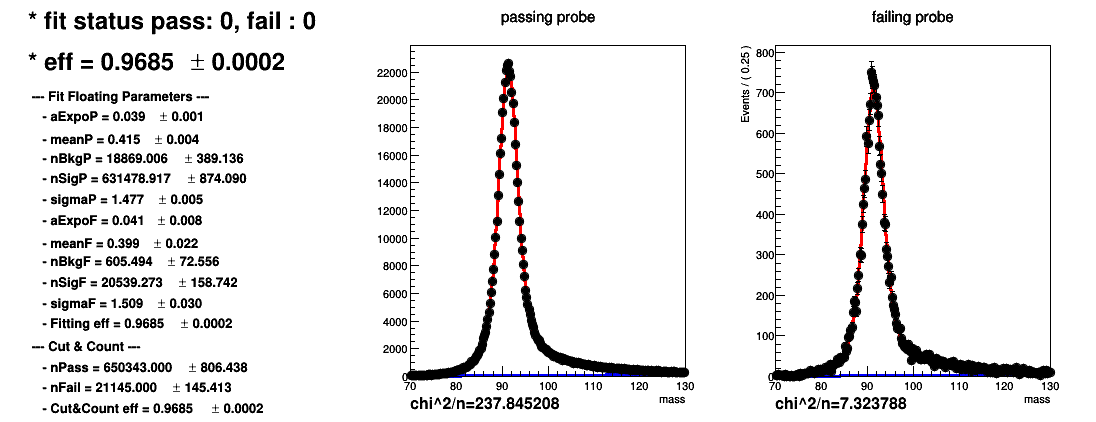 * fit status pass: 0, fail : 0
* eff = 0.9685 ± 0.0002
--- Fit Floating Parameters ---
- aExpoP = 0.039 ± 0.001
- meanP = 0.415 ± 0.004
- nBkgP = 18869.006 ± 389.136
- nSigP = 631478.917 ± 874.090
- sigmaP = 1.477 ± 0.005
- aExpoF = 0.041 ± 0.008
- meanF = 0.399 ± 0.022
- nBkgF = 605.494 ± 72.556
- nSigF = 20539.273 ± 158.742
- sigmaF = 1.509 ± 0.030
- Fitting eff = 0.9685 ± 0.0002
--- Cut & Count ---
- nPass = 650343.000 ± 806.438
- nFail = 21145.000 ± 145.413
- Cut&Count eff = 0.9685 ± 0.0002
passing probe
22000
20000
18000
16000
14000
12000
10000
8000
6000
4000
2000
0
70 80 90 100 110 120 130
mass
chi^2/n=237.845208
failing probe
Events / ( 0.25 )
800
700
600
500
400
300
200
100
0
70 80 90 100 110 120 130
mass
chi^2/n=7.323788